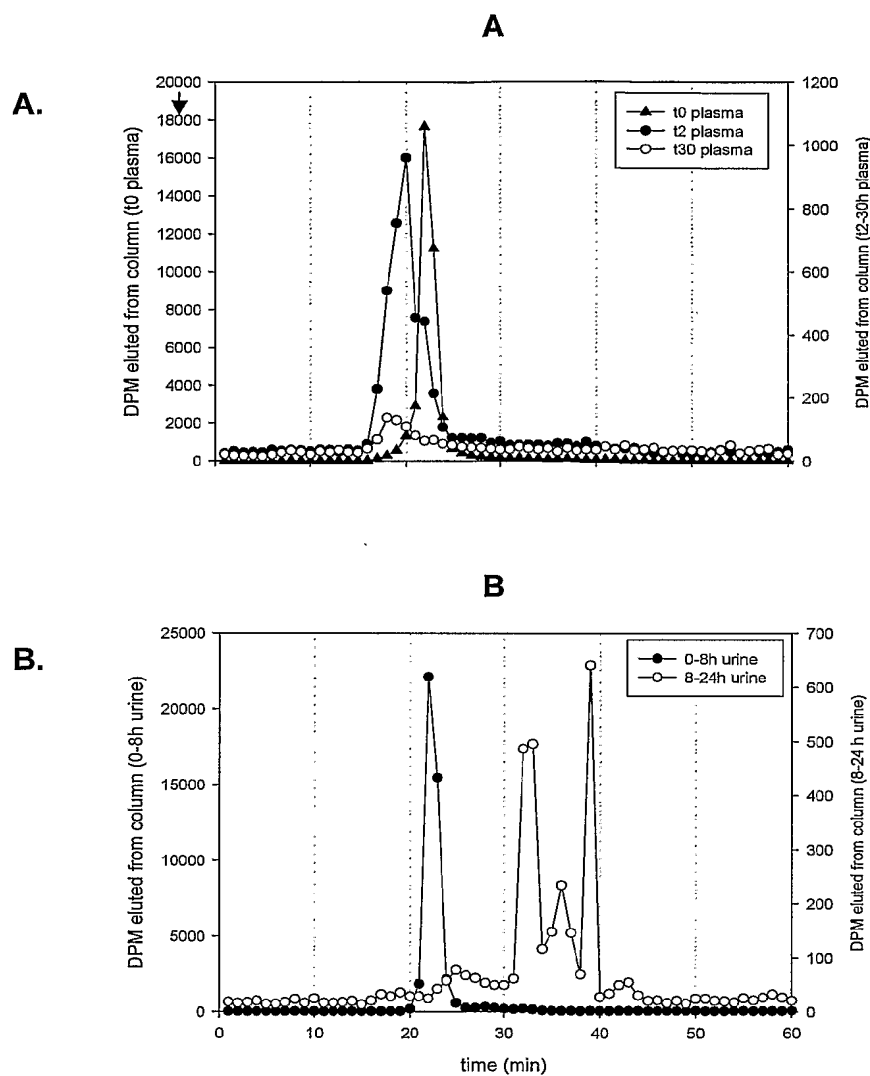 A
A.
20000
18000
16000
14000
12000
10000
8000
6000
4000
2000
0
DPM eluted from column (t0 plasma)
t0 plasma
t2 plasma
t30 plasma
1200
1000
800
600
400
200
0
DPM eluted from column (t2-30h plasma)
B
B.
25000
20000
15000
10000
5000
0
DPM eluted from column (0-8h urine)
0-8h urine
8-24h urine
700
600
500
400
300
200
100
0
DPM eluted from column (8-24 h urine)
0 10 20 30 40 50 60
time (min)